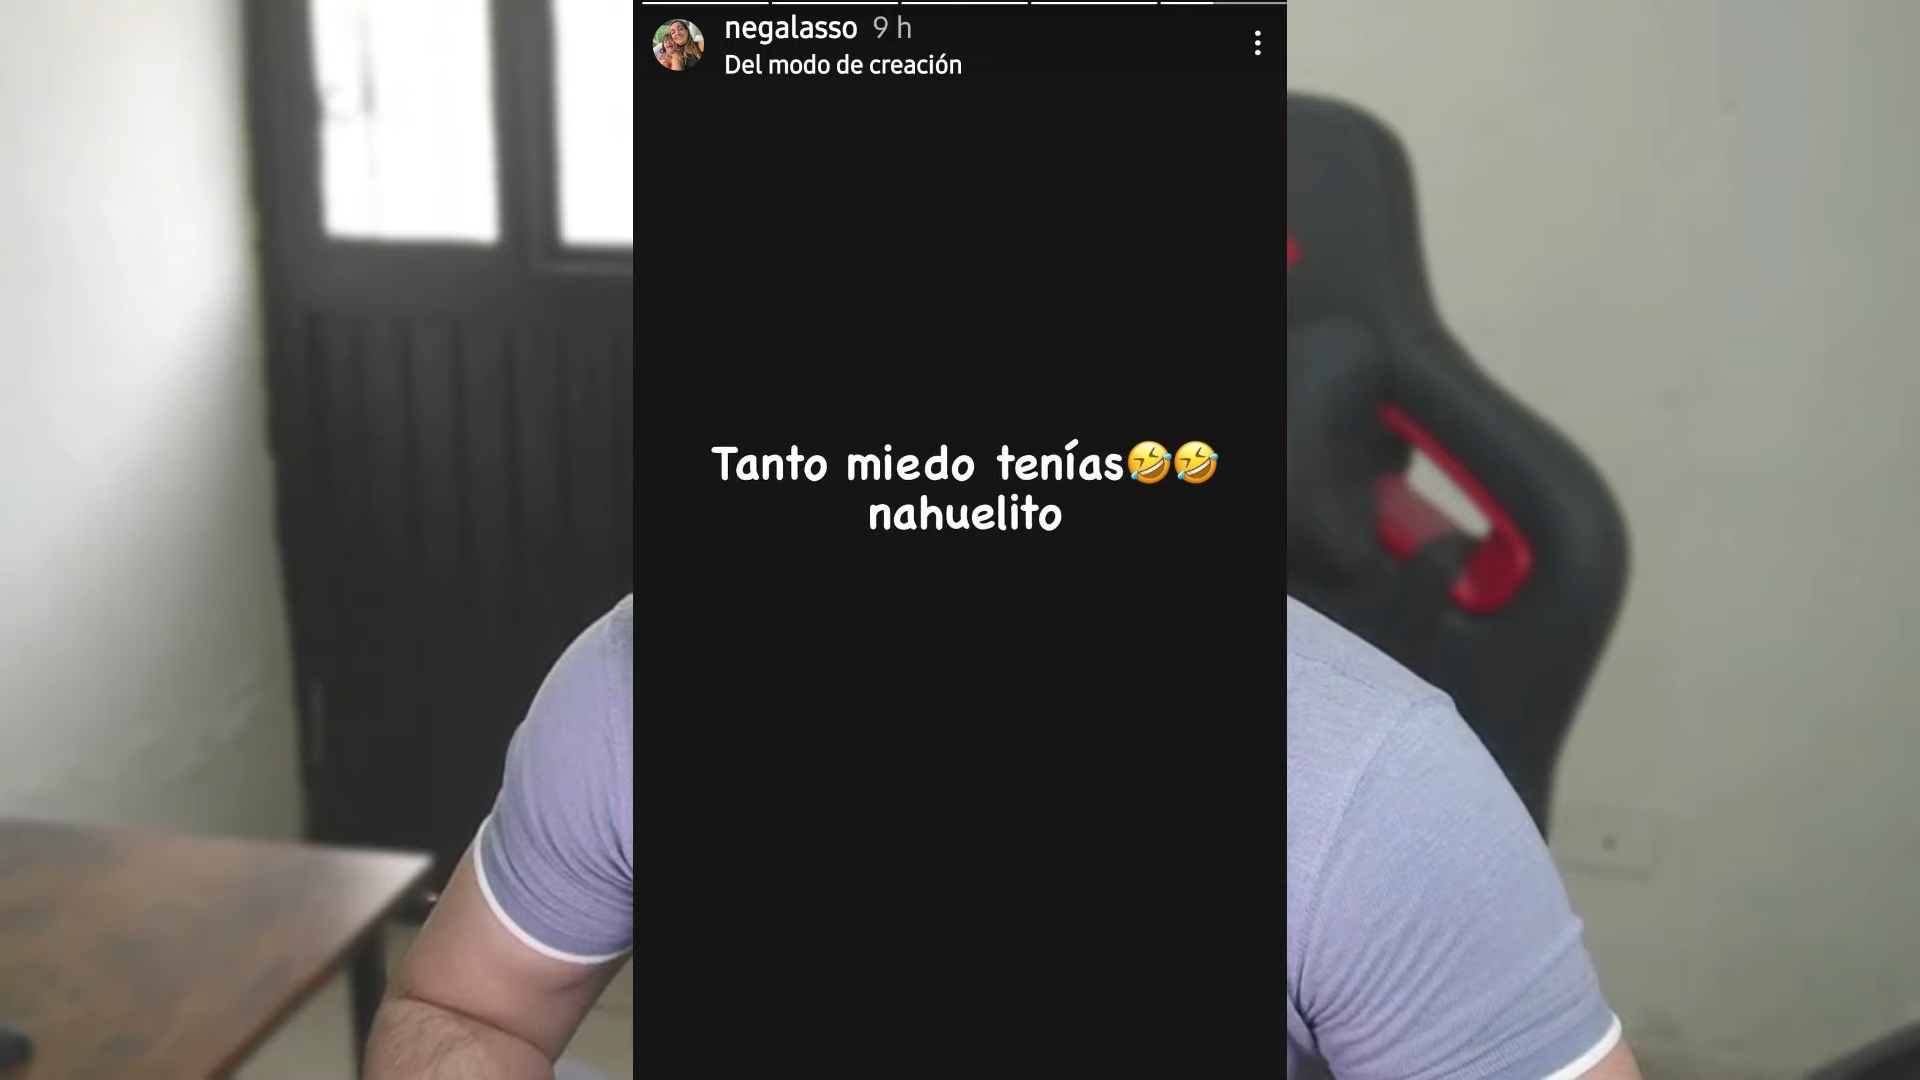 negalasso 9 h
Del modo de creación
Tanto miedo tenías🤣🤣
nahuelito